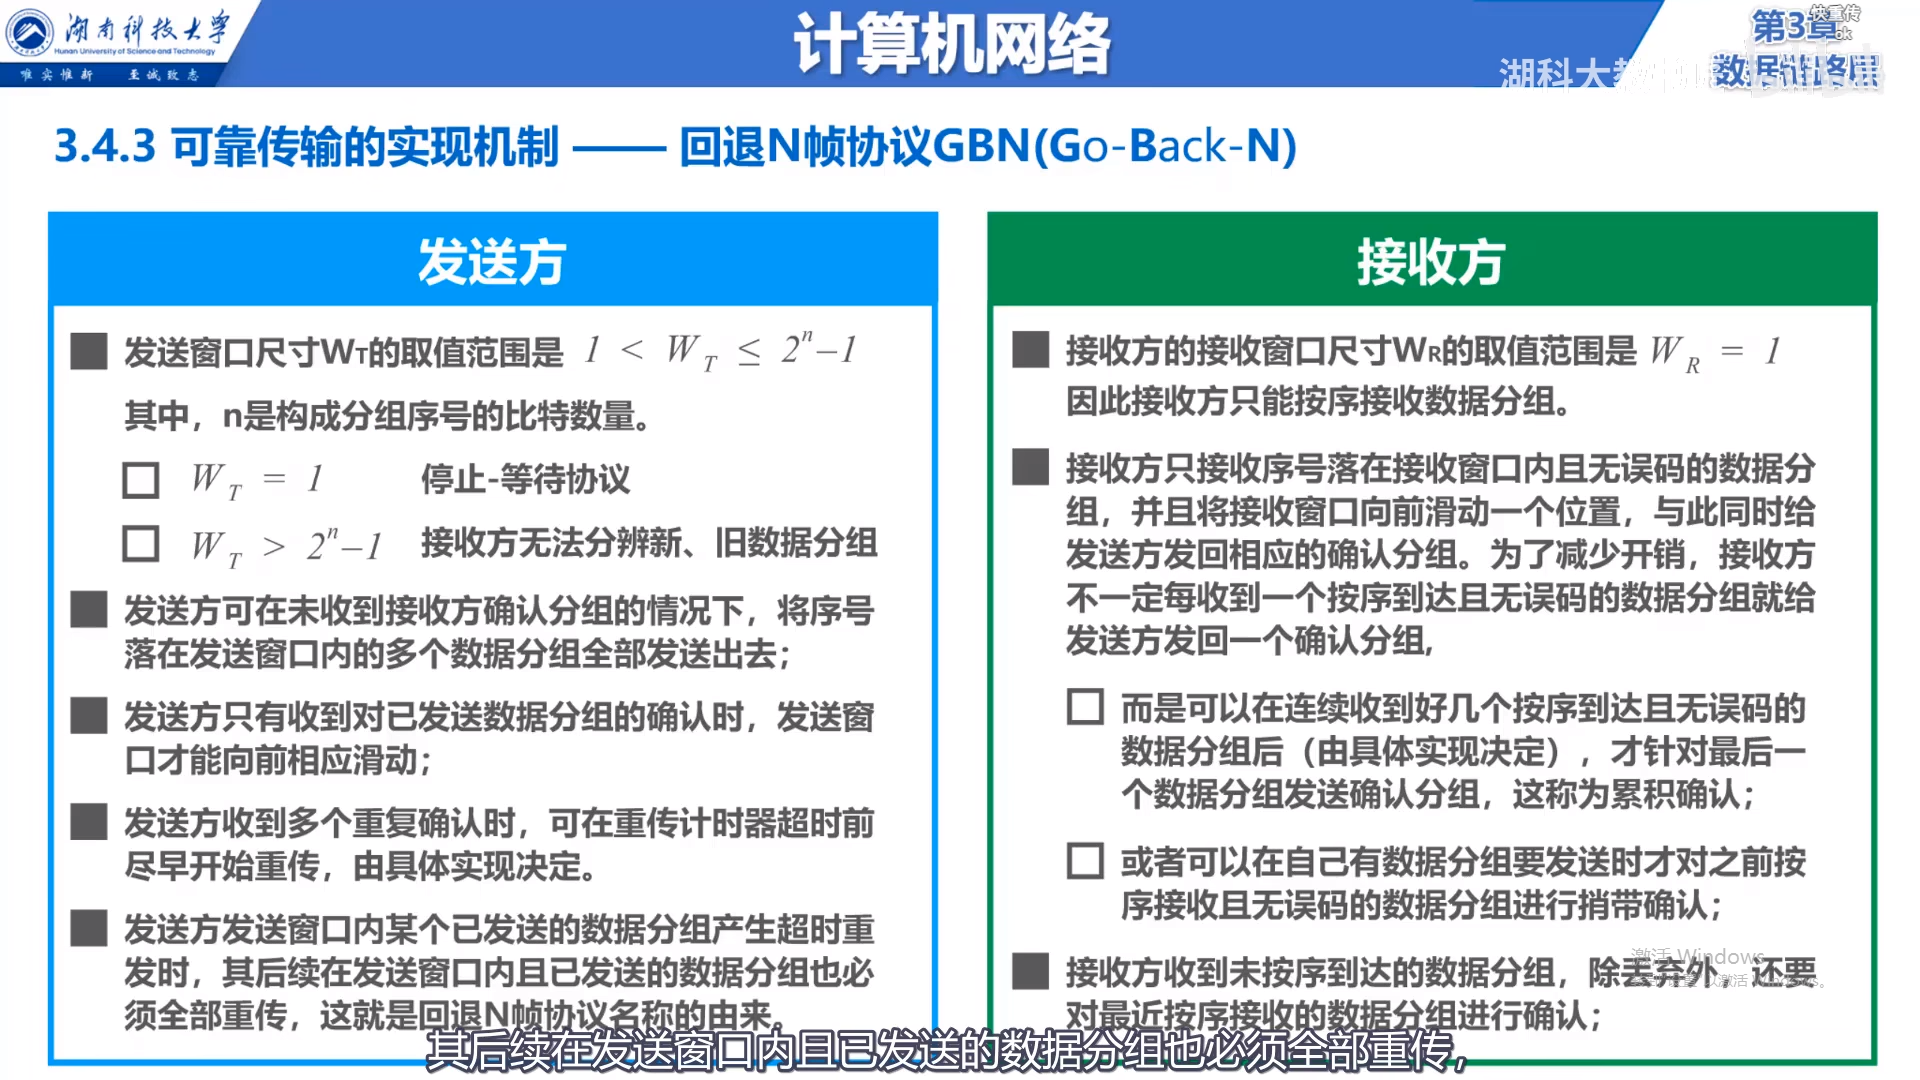 湖南科技大学
Hunan University of Science and Technology
唯实惟新 至诚致志
计算机网络
第3章
数据链路层
快重传
ok
湖科大教
3.4.3 可靠传输的实现机制 —— 回退N帧协议GBN(Go-Back-N)
发送方
发送窗口尺寸WT的取值范围是 1 < W_T ≤ 2^n–1
其中，n是构成分组序号的比特数量。
W_T = 1 停止-等待协议
W_T > 2^n–1 接收方无法分辨新、旧数据分组
发送方可在未收到接收方确认分组的情况下，将序号
落在发送窗口内的多个数据分组全部发送出去；
发送方只有收到对已发送数据分组的确认时，发送窗
口才能向前相应滑动；
发送方收到多个重复确认时，可在重传计时器超时前
尽早开始重传，由具体实现决定。
发送方发送窗口内某个已发送的数据分组产生超时重
发时，其后续在发送窗口内且已发送的数据分组也必
须全部重传，这就是回退N帧协议名称的由来。
接收方
接收方的接收窗口尺寸WR的取值范围是 W_R = 1
因此接收方只能按序接收数据分组。
接收方只接收序号落在接收窗口内且无误码的数据分
组，并且将接收窗口向前滑动一个位置，与此同时给
发送方发回相应的确认分组。为了减少开销，接收方
不一定每收到一个按序到达且无误码的数据分组就给
发送方发回一个确认分组,
而是可以在连续收到好几个按序到达且无误码的
数据分组后（由具体实现决定），才针对最后一
个数据分组发送确认分组，这称为累积确认；
或者可以在自己有数据分组要发送时才对之前按
序接收且无误码的数据分组进行捎带确认；
接收方收到未按序到达的数据分组，除丢弃外，还要
对最近按序接收的数据分组进行确认；
激活 Windows
转到"设置"以激活 Windows。
其后续在发送窗口内且已发送的数据分组也必须全部重传，